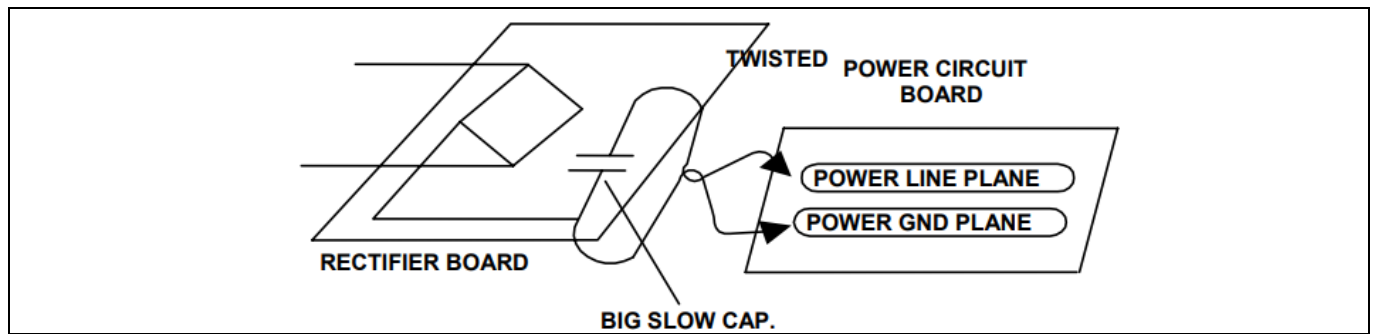 TWISTED
POWER CIRCUIT
BOARD
POWER LINE PLANE
POWER GND PLANE
RECTIFIER BOARD
BIG SLOW CAP.